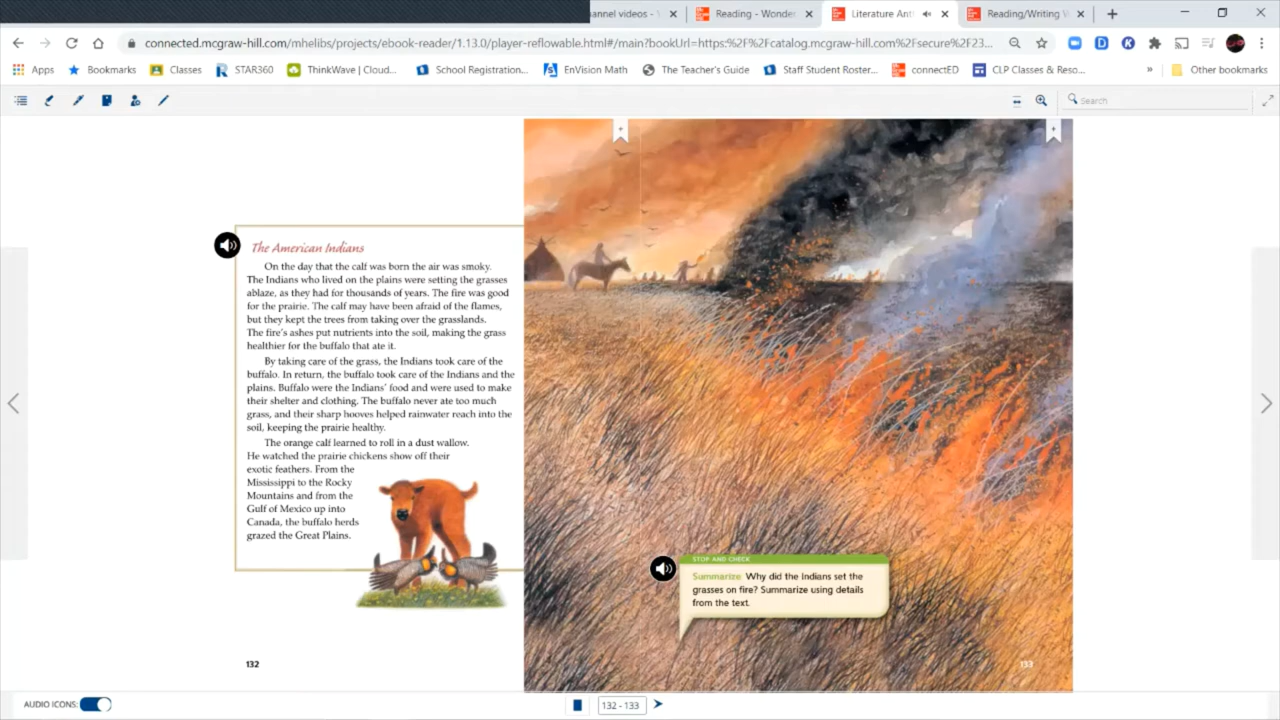 annel videos -
Reading - Wonder
Literature Ant
Reading/Writing
connected.mcgraw-hill.com/mhelibs/projects/ebook-reader/1.13.0/player-reflowable.html#/main?bookUrl=https:%2F%2Fcatalog.mcgraw-hill.com%2Fsecure%2F23...
Apps
Bookmarks
Classes
STAR360
ThinkWave | Cloud...
School Registration...
EnVision Math
The Teacher's Guide
Staff Student Roster...
connectED
CLP Classes & Reso...
»
Other bookmarks
Search
The American Indians
On the day that the calf was born the air was smoky.
The Indians who lived on the plains were setting the grasses
ablaze, as they had for thousands of years. The fire was good
for the prairie. The calf may have been afraid of the flames,
but they kept the trees from taking over the grasslands.
The fire's ashes put nutrients into the soil, making the grass
healthier for the buffalo that ate it.
By taking care of the grass, the Indians took care of the
buffalo. In return, the buffalo took care of the Indians and the
plains. Buffalo were the Indians' food and were used to make
their shelter and clothing. The buffalo never ate too much
grass, and their sharp hooves helped rainwater reach into the
soil, keeping the prairie healthy.
The orange calf learned to roll in a dust wallow.
He watched the prairie chickens show off their
exotic feathers. From the
Mississippi to the Rocky
Mountains and from the
Gulf of Mexico up into
Canada, the buffalo herds
grazed the Great Plains.
STOP AND CHECK
Summarize Why did the Indians set the
grasses on fire? Summarize using details
from the text.
132
133
AUDIO ICONS:
132 - 133